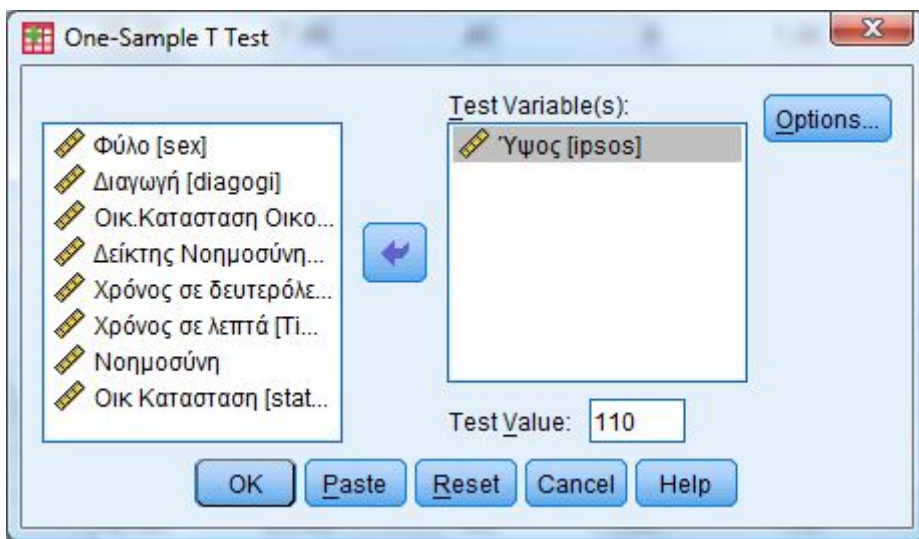 One-Sample T Test
Φύλο [sex]
Διαγωγή [diagogi]
Οικ.Κατασταση Οικο...
Δείκτης Νοημοσύνη...
Χρόνος σε δευτερόλε...
Χρόνος σε λεπτά [Ti...
Νοημοσύνη
Οικ Κατασταση [stat...
Test Variable(s):
Ύψος [ipsos]
Options...
Test Value: 110
OK Paste Reset Cancel Help